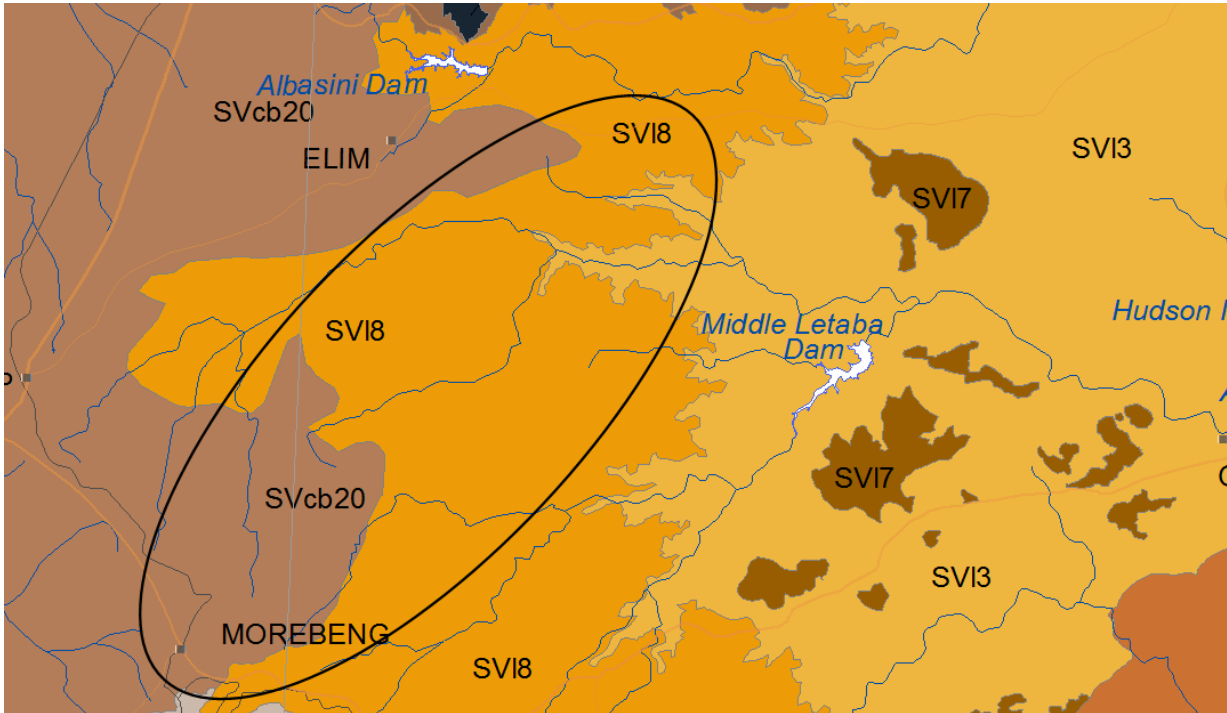 Albasini Dam
SVcb20
ELIM
SVl8
SVl3
SVl7
SVl8
Middle Letaba
Dam
Hudson
P
SVl7
SVcb20
SVl3
MOREBENG
SVl8